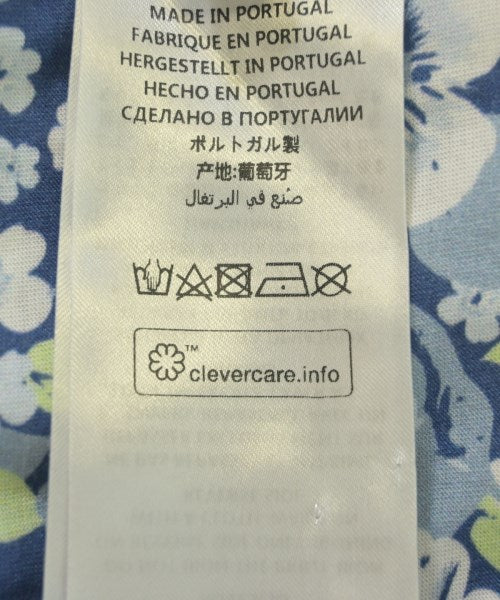 MADE IN PORTUGAL
FABRIQUE EN PORTUGAL
HERGESTELLT IN PORTUGAL
HECHO EN PORTUGAL
СДЕЛАНО В ПОРТУГАЛИИ
ポルトガル製
产地:葡萄牙
صُنع في البرتغال
™
clevercare.info